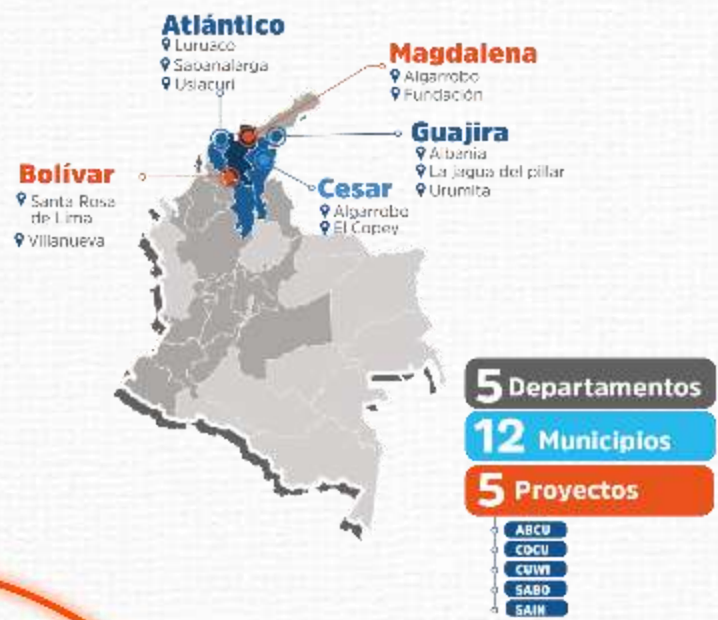 Atlántico
Luruaco
Sabanalarga
Usiacurí
Magdalena
Algarrobo
Fundación
Guajira
Albania
La jagua del pillar
Urumita
Bolívar
Santa Rosa
de Lima
Villanueva
Cesar
Algarrobo
El Copey
5 Departamentos
12 Municipios
5 Proyectos
ABCU
COCU
CUWI
SABO
SAIN